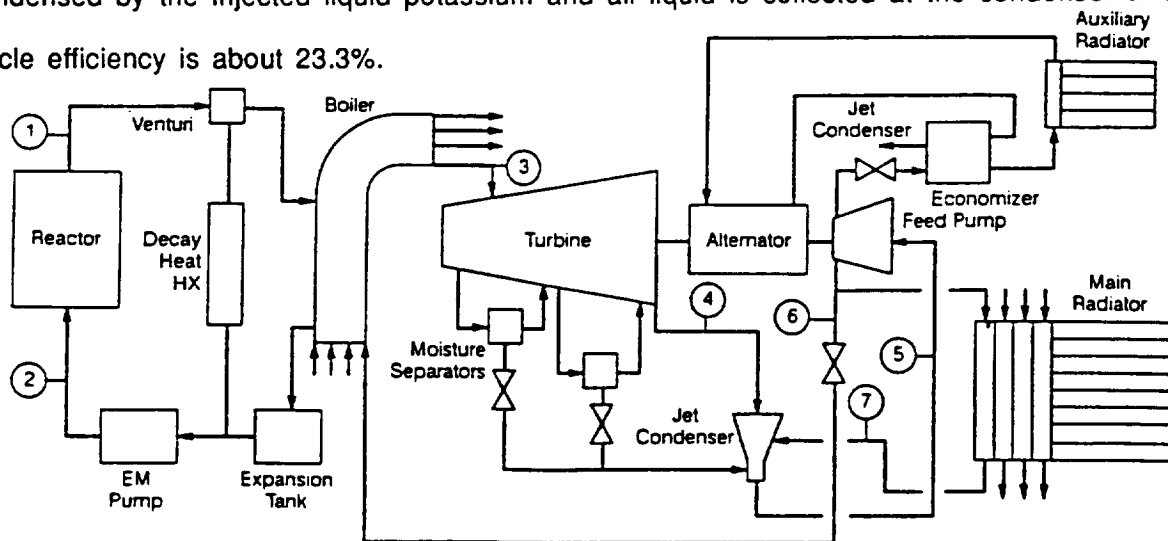 ndensed by the injected liquid potassium and all liquid is collected at the condenser
cle efficiency is about 23.3%.
Auxiliary
Radiator
1
Venturi
Boiler
Jet
Condenser
3
Economizer
Feed Pump
Reactor
Decay
Heat
HX
Turbine
Alternator
Main
Radiator
4
6
5
2
Moisture
Separators
7
Jet
Condenser
EM
Pump
Expansion
Tank